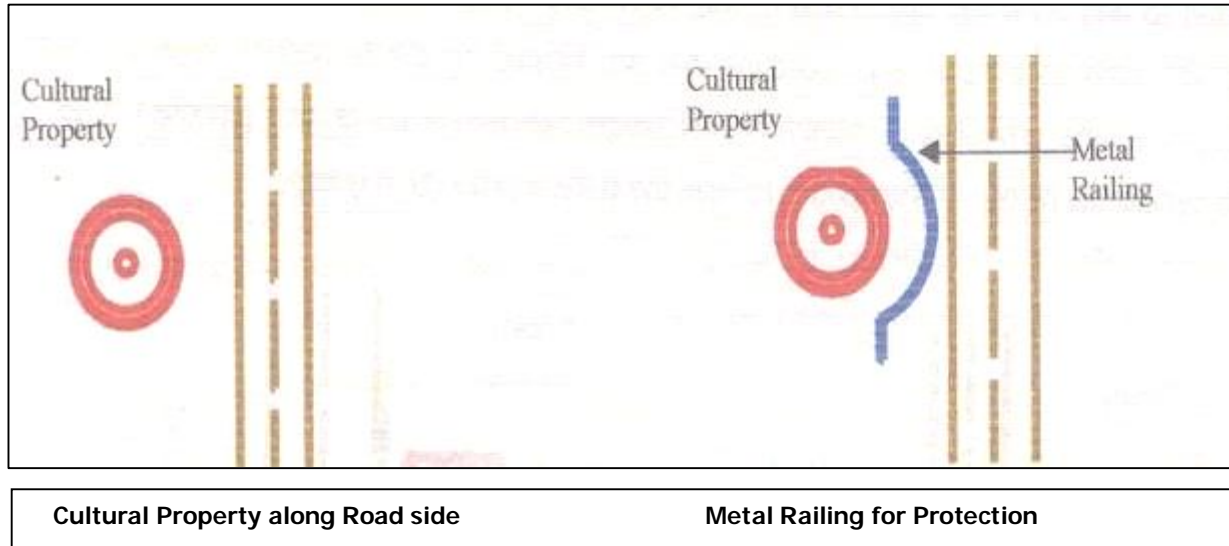 Cultural
Property
Cultural
Property
Metal
Railing
Cultural Property along Road side
Metal Railing for Protection